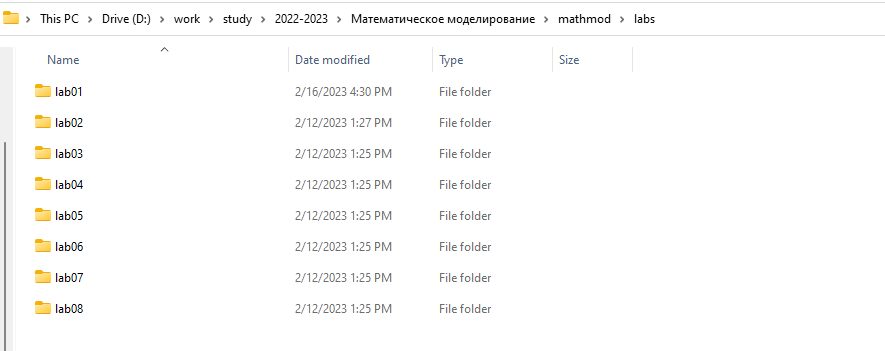 This PC > Drive (D:) > work > study > 2022-2023 > Математическое моделирование > mathmod > labs
Name Date modified Type Size
lab01 2/16/2023 4:30 PM File folder
lab02 2/12/2023 1:27 PM File folder
lab03 2/12/2023 1:25 PM File folder
lab04 2/12/2023 1:25 PM File folder
lab05 2/12/2023 1:25 PM File folder
lab06 2/12/2023 1:25 PM File folder
lab07 2/12/2023 1:25 PM File folder
lab08 2/12/2023 1:25 PM File folder